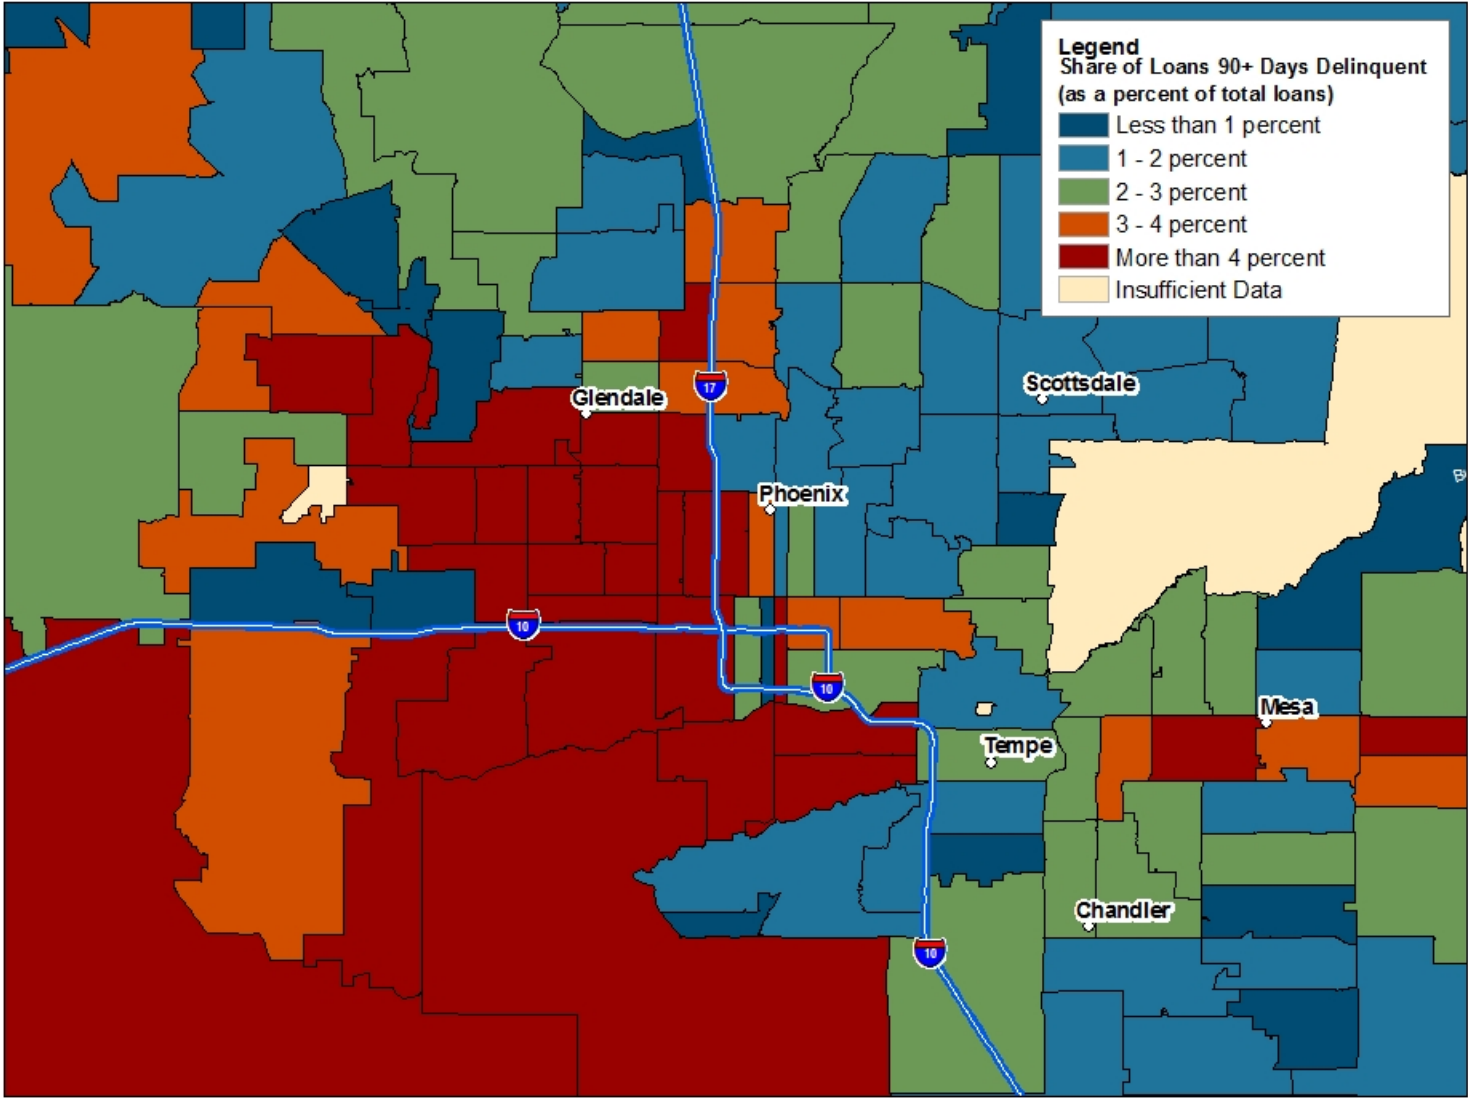 Legend
Share of Loans 90+ Days Delinquent
(as a percent of total loans)
Less than 1 percent
1 - 2 percent
2 - 3 percent
3 - 4 percent
More than 4 percent
Insufficient Data
17
Glendale
Scottsdale
Phoenix
10
10
Mesa
Tempe
Chandler
10